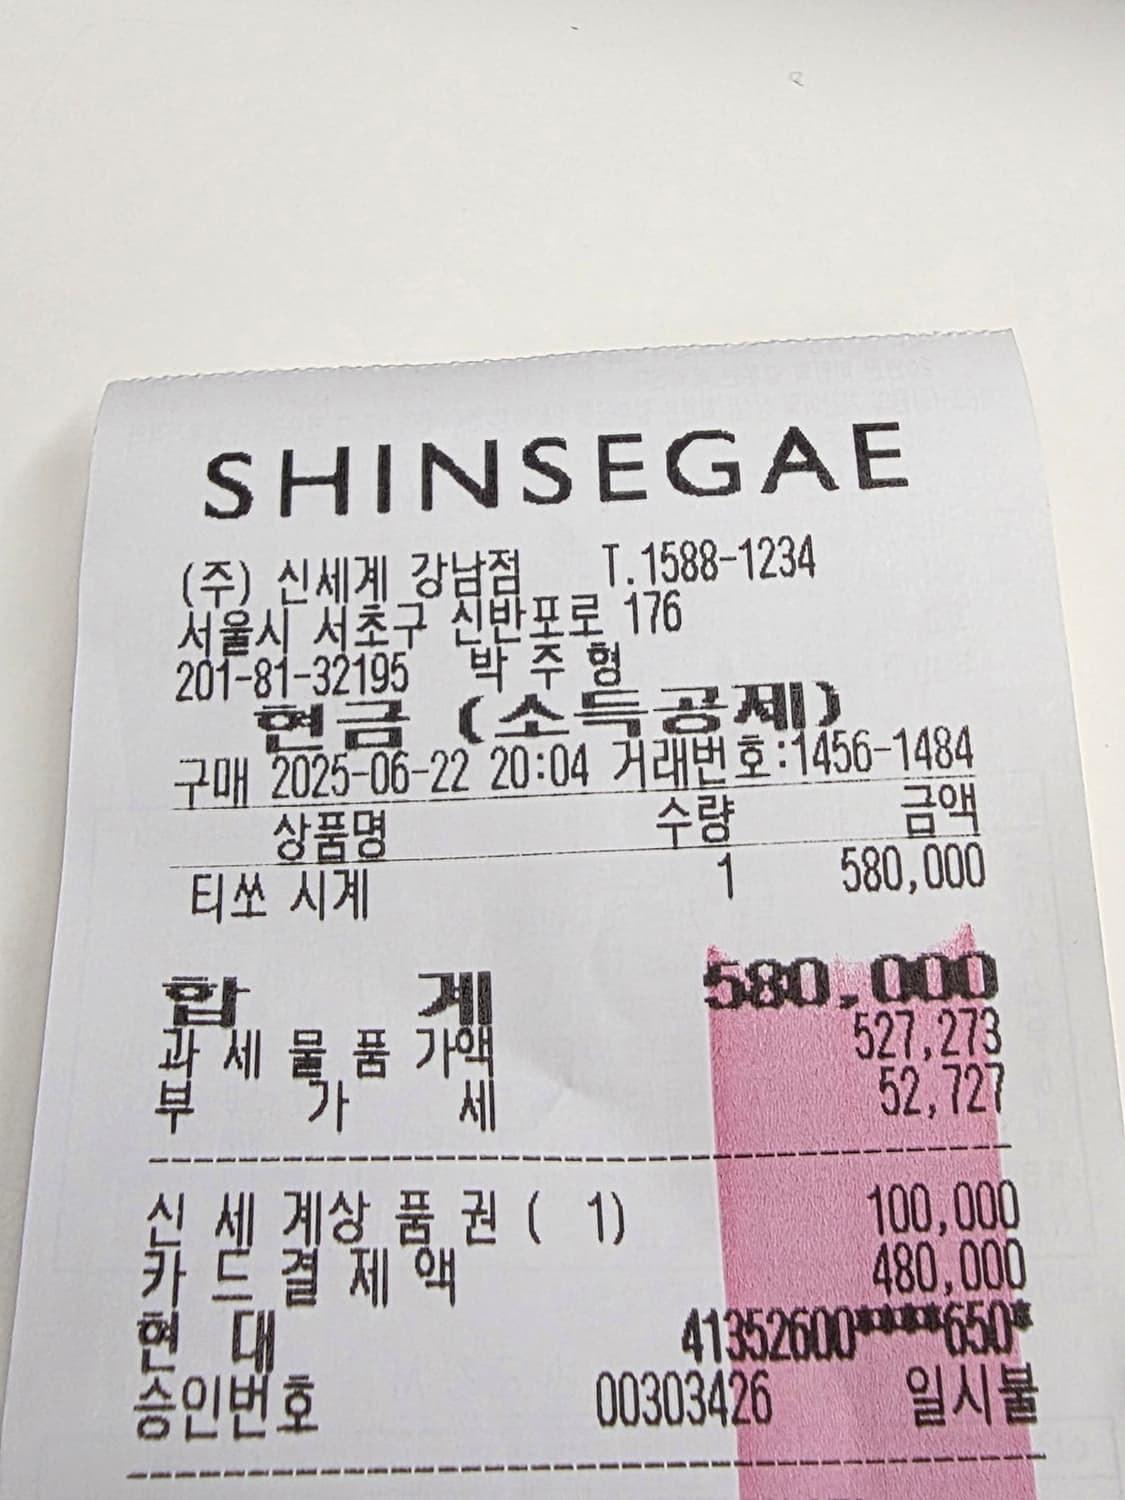 SHINSEGAE
(주) 신세계 강남점 T.1588-1234
서울시 서초구 신반포로 176
201-81-32195 박 주 형
현금 (소득공제)
구매 2025-06-22 20:04 거래번호:1456-1484
상품명 수량 금액
티쏘 시계 1 580,000
합 계 580,000
과 세 물 품 가액 527,273
부 가 세 52,727
신 세 계상 품 권 ( 1) 100,000
카 드 결 제 액 480,000
현 대 41352600****650*
승인번호 00303426 일시불